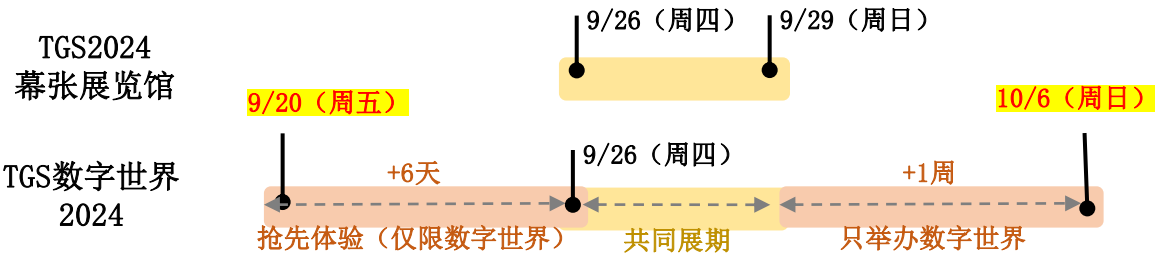 TGS2024
幕张展览馆
9/26（周四）
9/29（周日）
9/20（周五）
10/6（周日）
TGS数字世界
2024
+6天
9/26（周四）
+1周
抢先体验（仅限数字世界）
共同展期
只举办数字世界